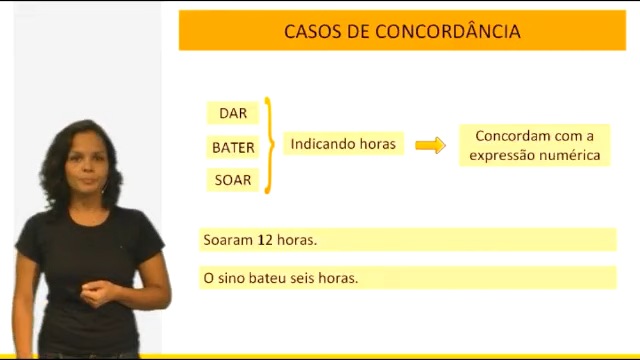 CASOS DE CONCORDÂNCIA
DAR
BATER
SOAR
Indicando horas
Concordam com a
expressão numérica
Soaram 12 horas.
O sino bateu seis horas.